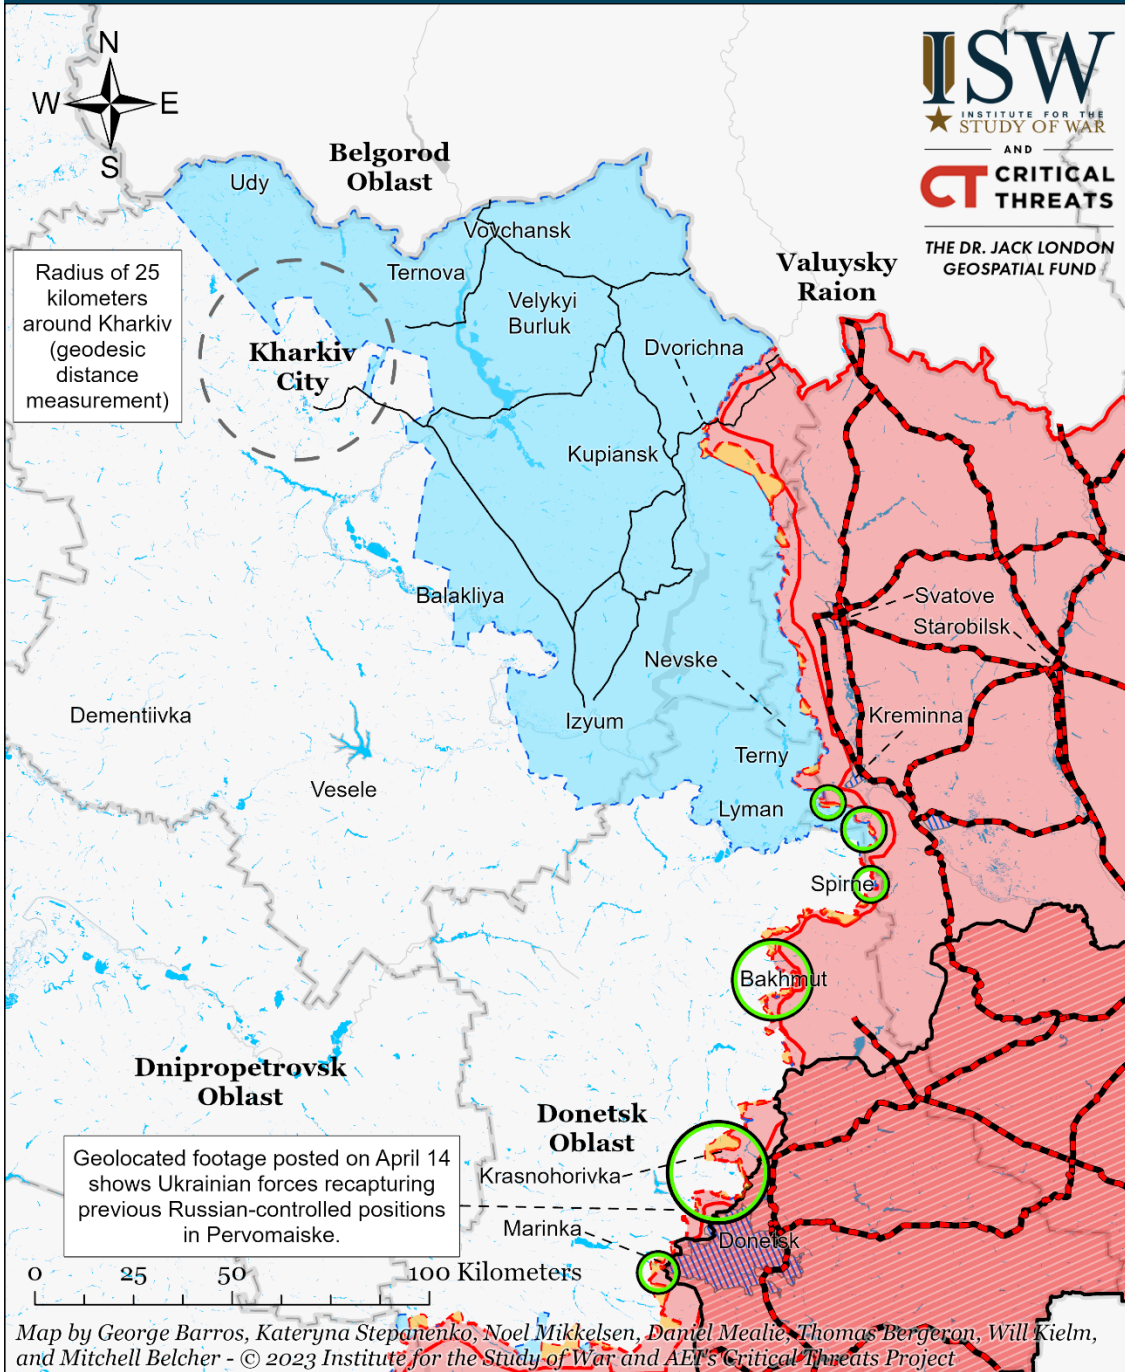 N
W
E
S
ISW
INSTITUTE FOR THE
STUDY OF WAR
AND
CT CRITICAL
THREATS
THE DR. JACK LONDON
GEOSPATIAL FUND
Belgorod
Oblast
Udy
Vovchansk
Ternova
Valuysky
Raion
Radius of 25
kilometers
around Kharkiv
(geodesic
distance
measurement)
Velykyi
Burluk
Kharkiv
City
Dvorichna
Kupiansk
Balakliya
Svatove
Starobilsk
Nevske
Dementiivka
Izyum
Kreminna
Terny
Vesele
Lyman
Spirne
Bakhmut
Dnipropetrovsk
Oblast
Donetsk
Oblast
Geolocated footage posted on April 14
shows Ukrainian forces recapturing
previous Russian-controlled positions
in Pervomaiske.
Krasnohorivka
Marinka
Donetsk
0 25 50 100 Kilometers
Map by George Barros, Kateryna Stepanenko, Noel Mikkelsen, Daniel Mealie, Thomas Bergeron, Will Kielm,
and Mitchell Belcher - © 2023 Institute for the Study of War and AEI's Critical Threats Project